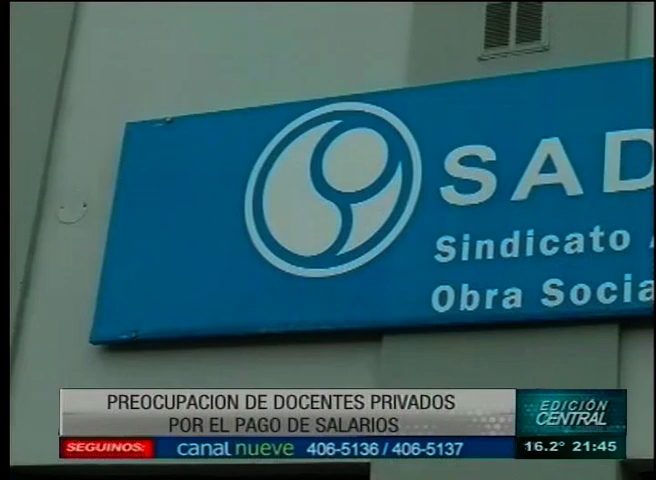 SAD
Sindicato
Obra Socia
PREOCUPACION DE DOCENTES PRIVADOS
POR EL PAGO DE SALARIOS
EDICIÓN
CENTRAL
SEGUINOS: canal nueve 406-5136 / 406-5137
16.2° 21:45